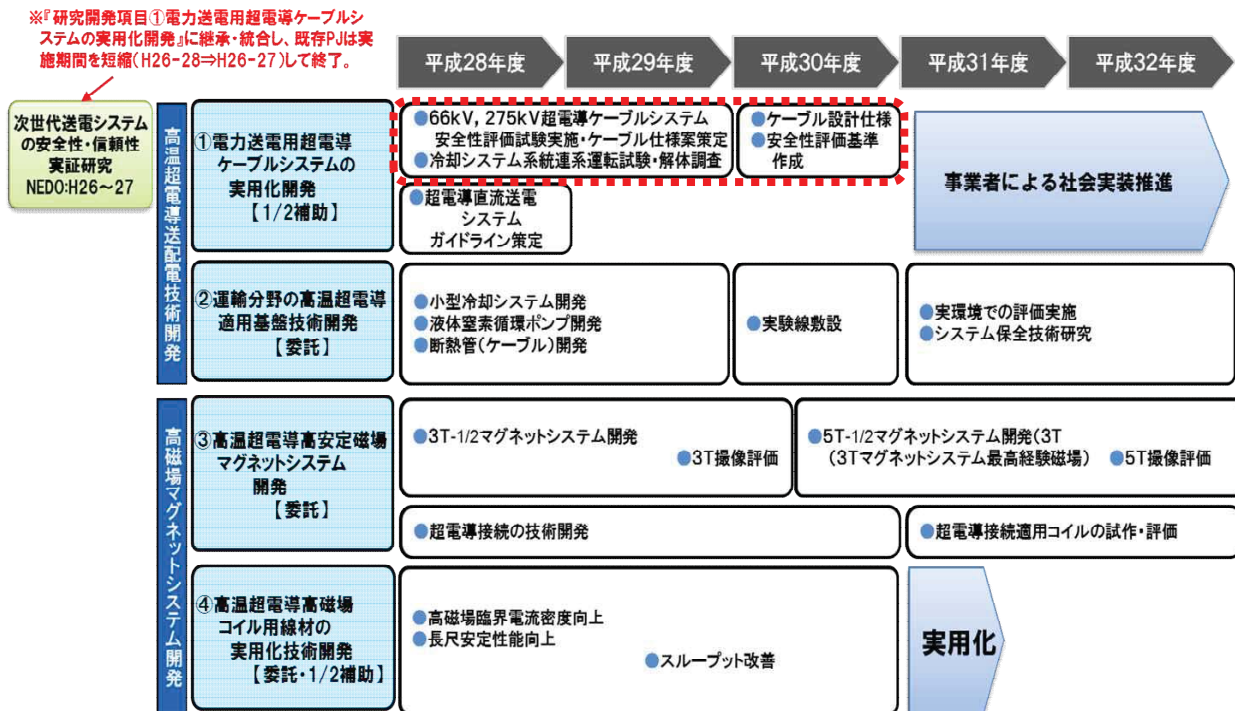 ※『研究開発項目①電力送電用超電導ケーブルシ
ステムの実用化開発』に継承・統合し、既存PJは実
施期間を短縮(H26-28⇒H26-27)して終了。
平成28年度
平成29年度
平成30年度
平成31年度
平成32年度
次世代送電システム
の安全性・信頼性
実証研究
NEDO:H26～27
高温超電導送配電技術開発
①電力送電用超電導
ケーブルシステムの
実用化開発
【1/2補助】
●66kV, 275kV超電導ケーブルシステム
安全性評価試験実施・ケーブル仕様案策定
●冷却システム系統連系運転試験・解体調査
●ケーブル設計仕様
●安全性評価基準
作成
●超電導直流送電
システム
ガイドライン策定
事業者による社会実装推進
②運輸分野の高温超電導
適用基盤技術開発
【委託】
●小型冷却システム開発
●液体窒素循環ポンプ開発
●断熱管(ケーブル)開発
●実験線敷設
●実環境での評価実施
●システム保全技術研究
高磁場マグネットシステム開発
③高温超電導高安定磁場
マグネットシステム
開発
【委託】
●3T-1/2マグネットシステム開発
●3T撮像評価
●5T-1/2マグネットシステム開発(3T
(3Tマグネットシステム最高経験磁場)
●5T撮像評価
●超電導接続の技術開発
●超電導接続適用コイルの試作・評価
④高温超電導高磁場
コイル用線材の
実用化技術開発
【委託・1/2補助】
●高磁場臨界電流密度向上
●長尺安定性能向上
●スループット改善
実用化